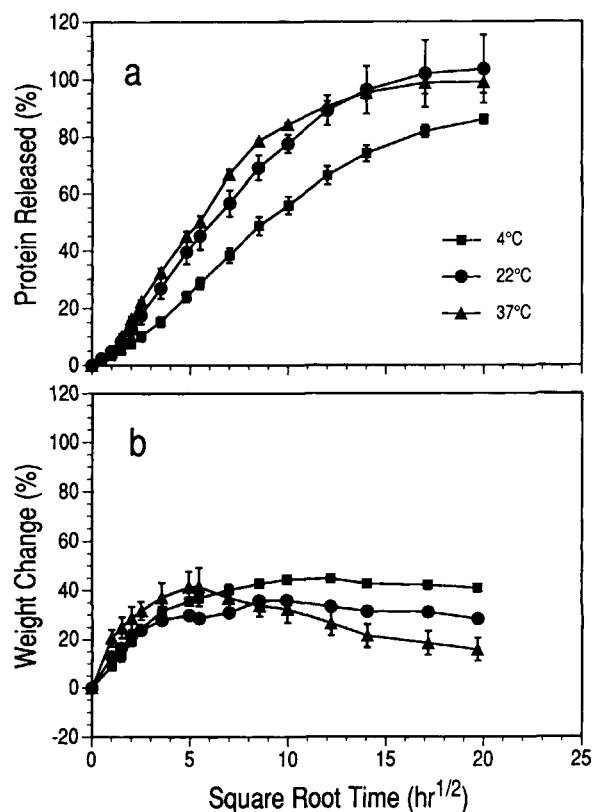 120
100
80
60
40
20
0
Protein Released (%)
a
4°C
22°C
37°C
120
100
80
60
40
20
0
-20
Weight Change (%)
b
0 5 10 15 20 25
Square Root Time (hr1/2)